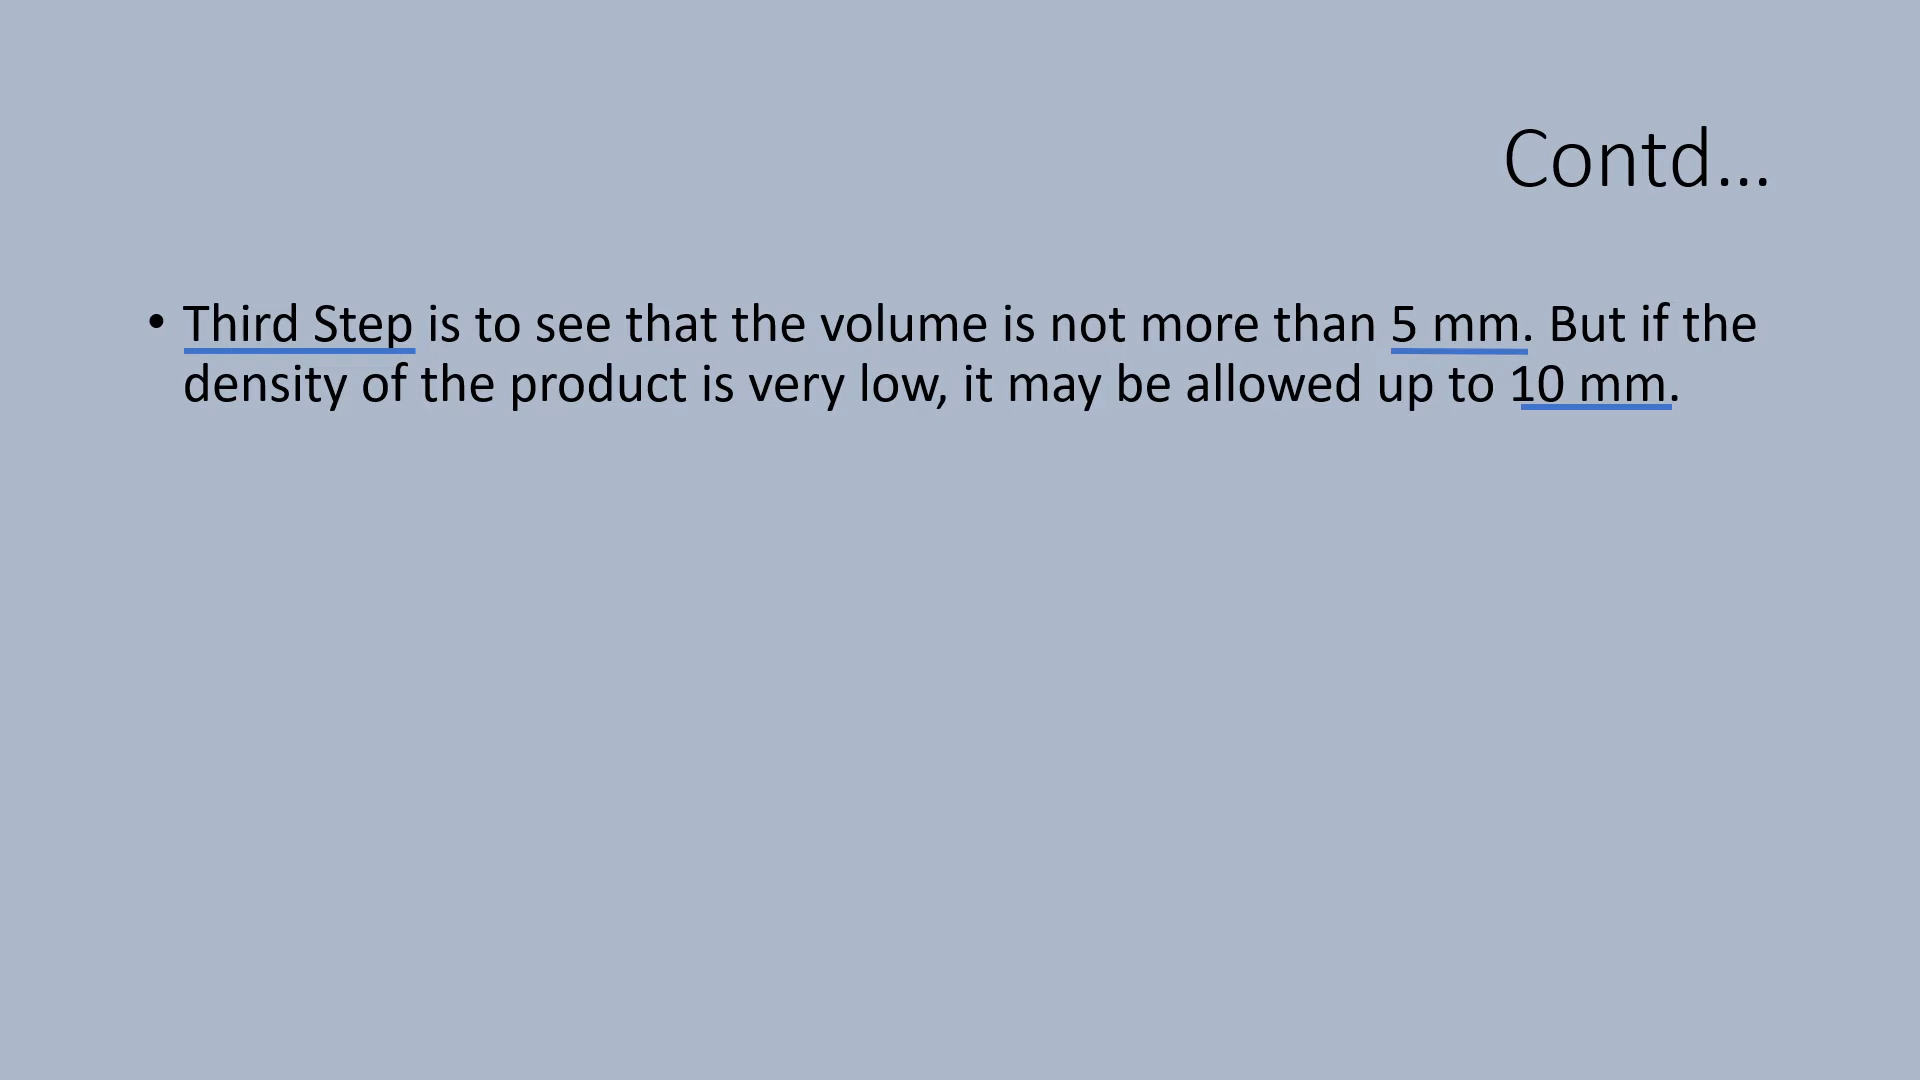 Contd…
• Third Step is to see that the volume is not more than 5 mm. But if the
density of the product is very low, it may be allowed up to 10 mm.